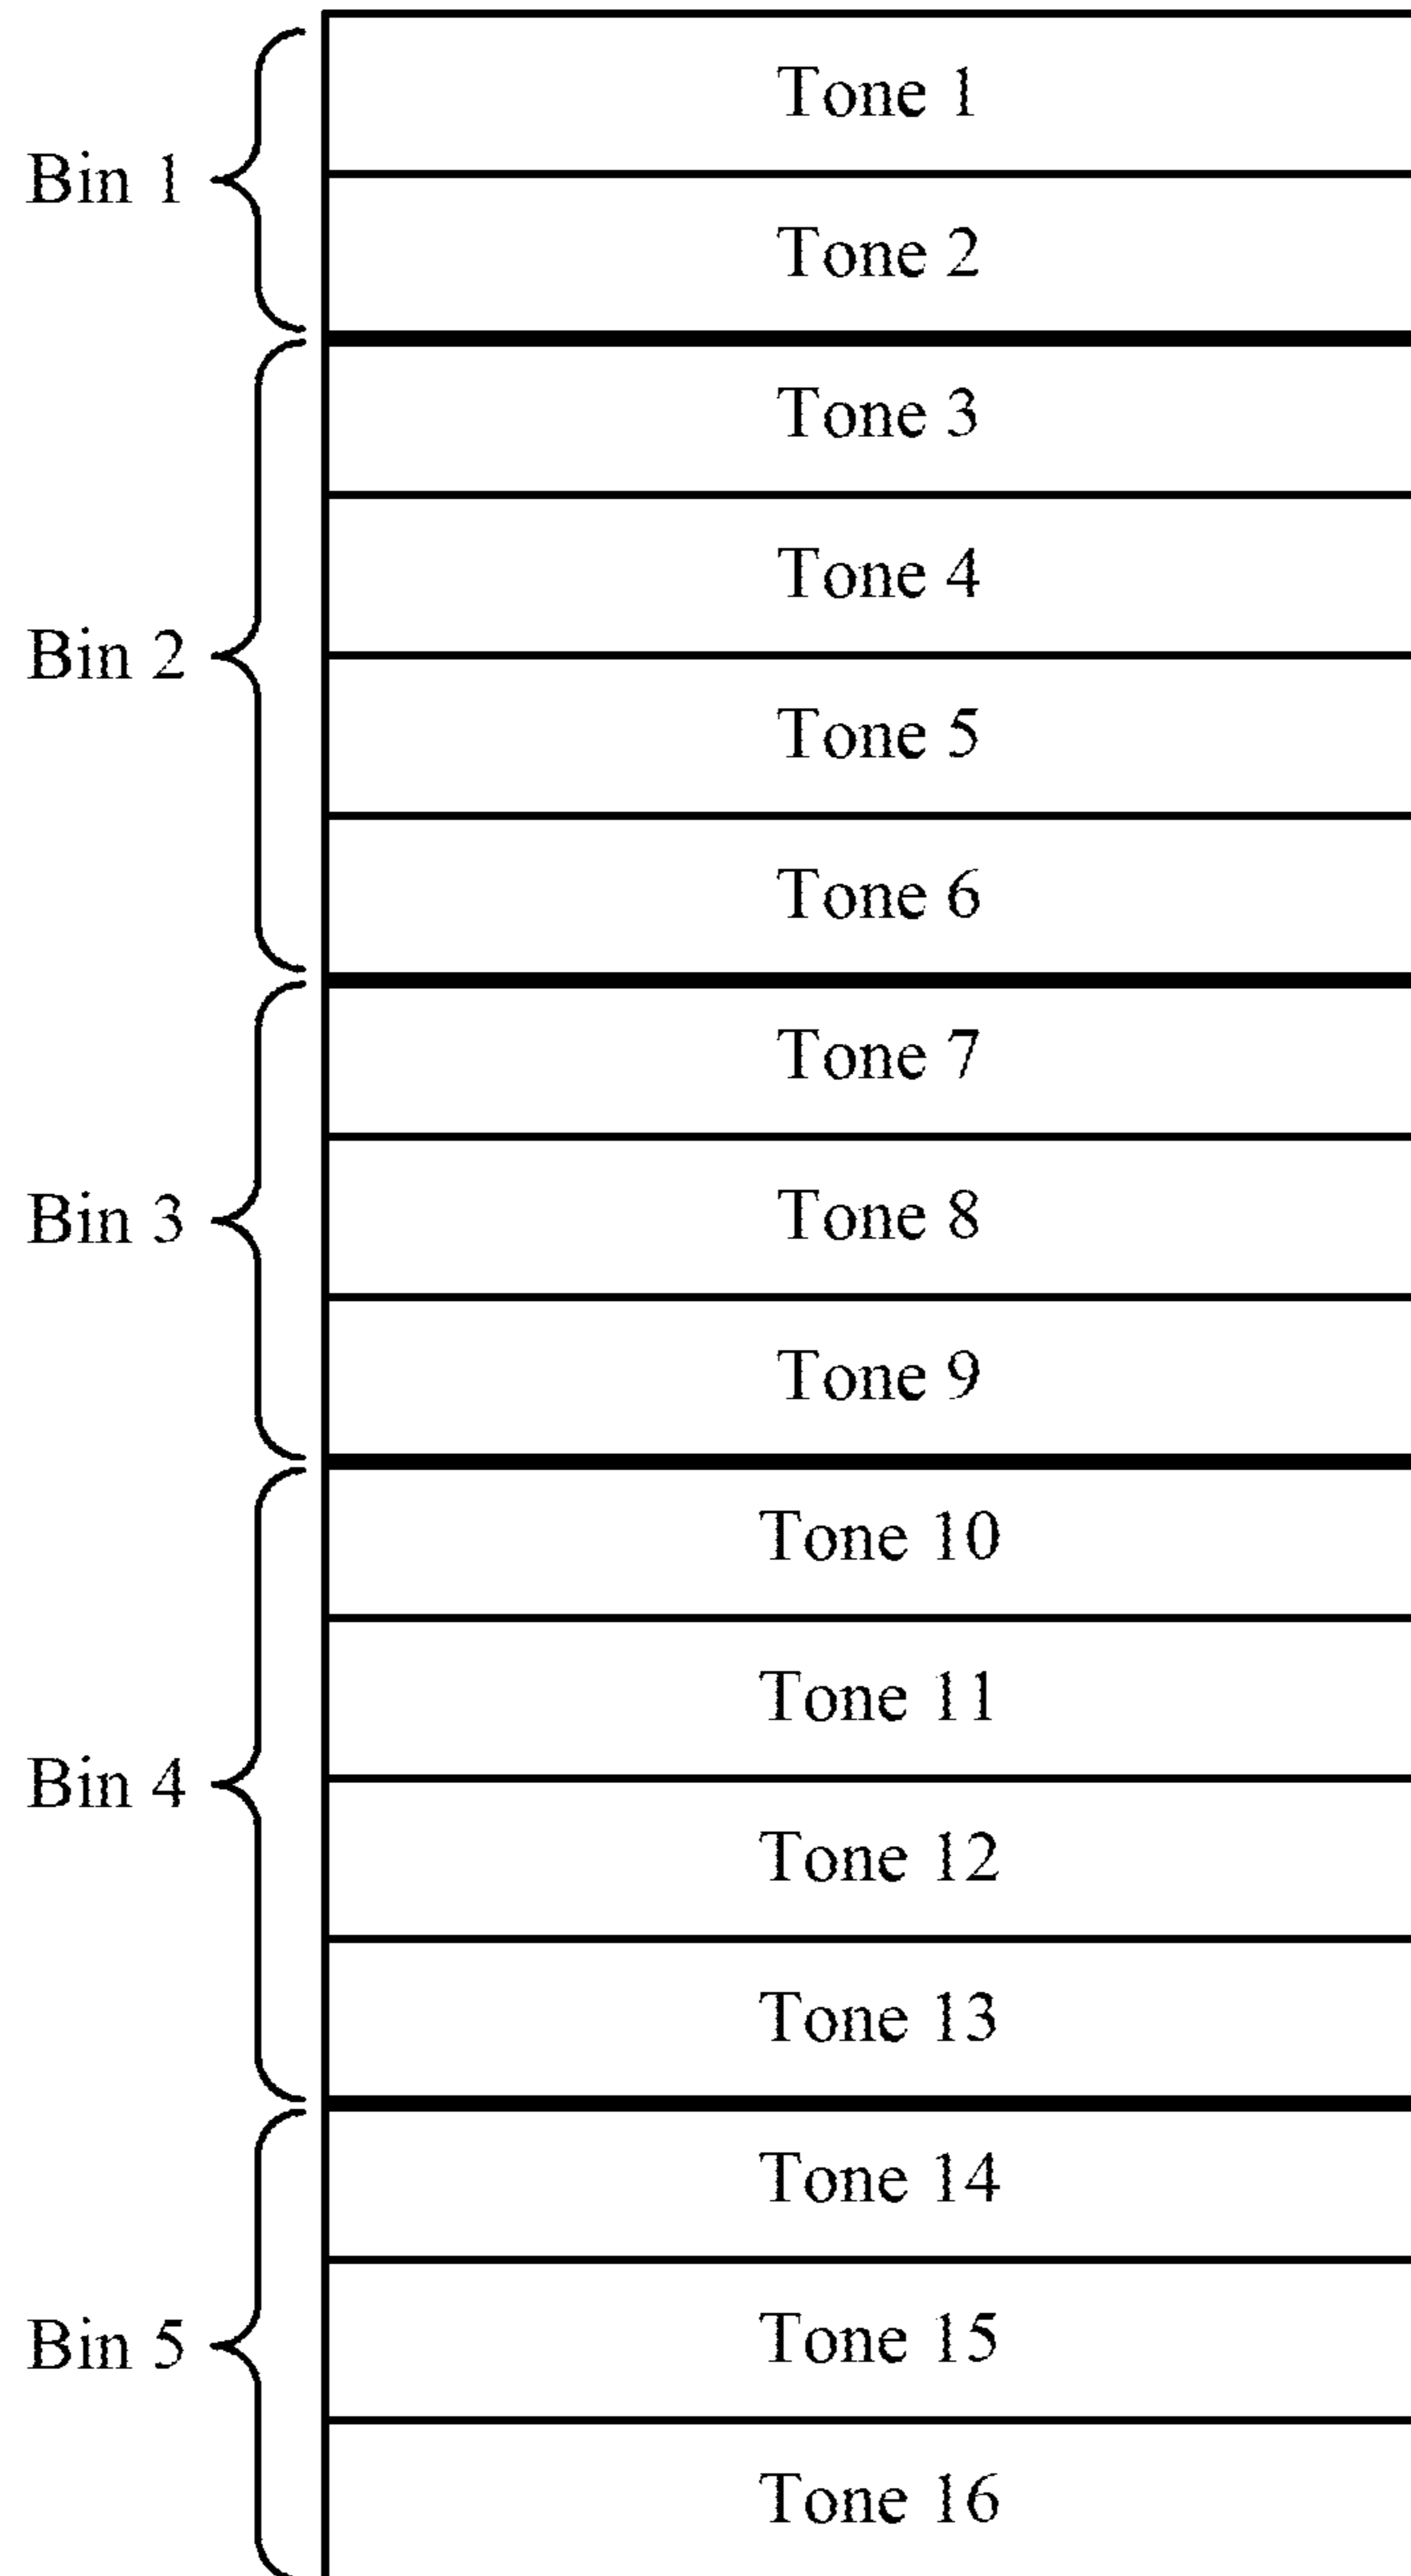 Tone 1
Bin 1
Tone 2
Tone 3
Tone 4
Bin 2
Tone 5
Tone 6
Tone 7
Bin 3
Tone 8
Tone 9
Tone 10
Tone 11
Bin 4
Tone 12
Tone 13
Tone 14
Bin 5
Tone 15
Tone 16